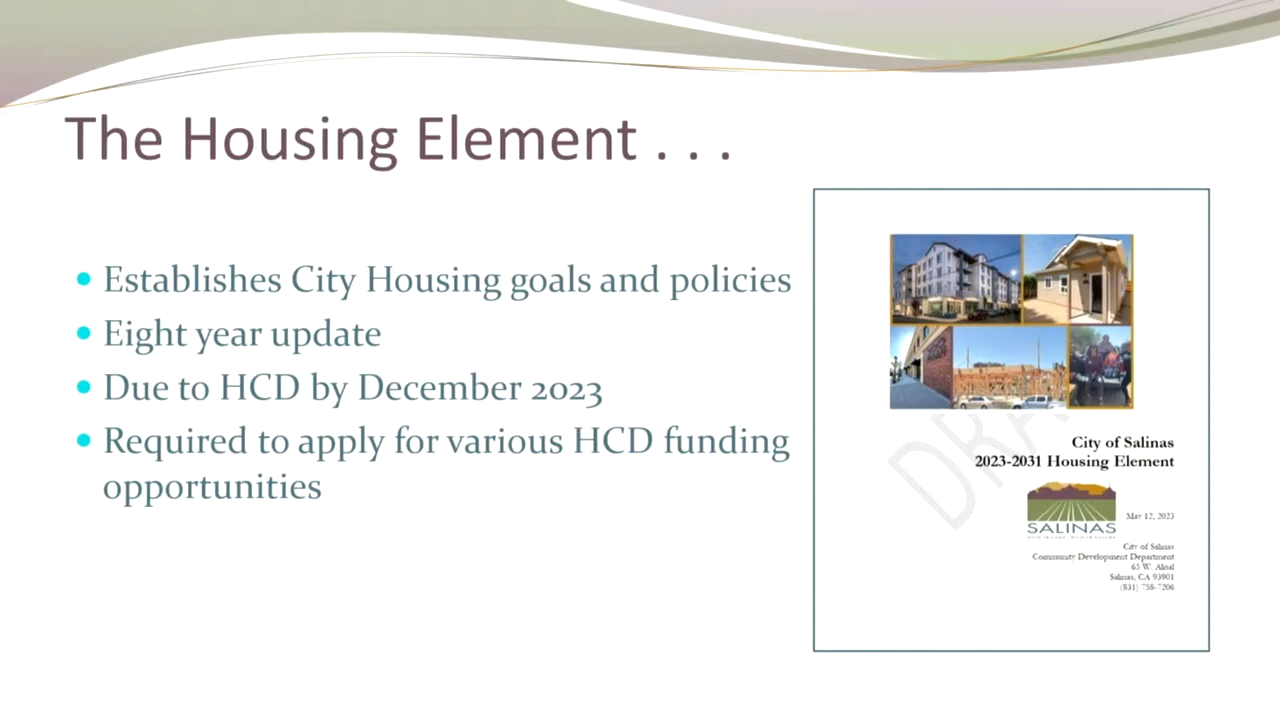 The Housing Element . . .
• Establishes City Housing goals and policies
• Eight year update
• Due to HCD by December 2023
• Required to apply for various HCD funding
opportunities
City of Salinas
2023-2031 Housing Element
SALINAS
May 12, 2023
City of Salinas
Community Development Department
65 W. Alisal
Salinas, CA 93901
(831) 758-7206